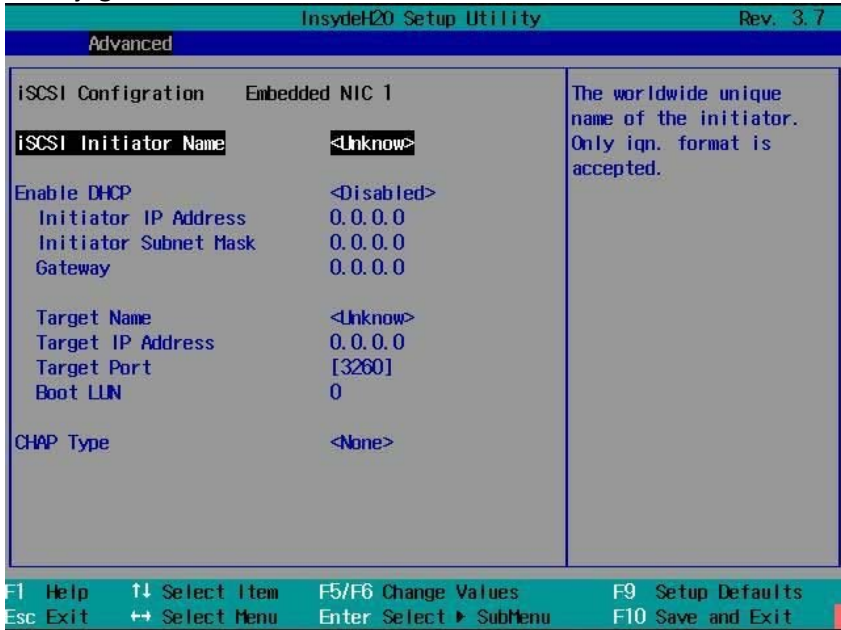 InsydeH20 Setup Utility Rev. 3.7
Advanced
iSCSI Configration Embedded NIC 1
iSCSI Initiator Name <Unknow>
Enable DHCP <Disabled>
Initiator IP Address 0.0.0.0
Initiator Subnet Mask 0.0.0.0
Gateway 0.0.0.0
Target Name <Unknow>
Target IP Address 0.0.0.0
Target Port [3260]
Boot LUN 0
CHAP Type <None>
The worldwide unique
name of the initiator.
Only iqn. format is
accepted.
F1 Help ↑↓ Select Item F5/F6 Change Values F9 Setup Defaults
Esc Exit ↔ Select Menu Enter Select ▶ SubMenu F10 Save and Exit